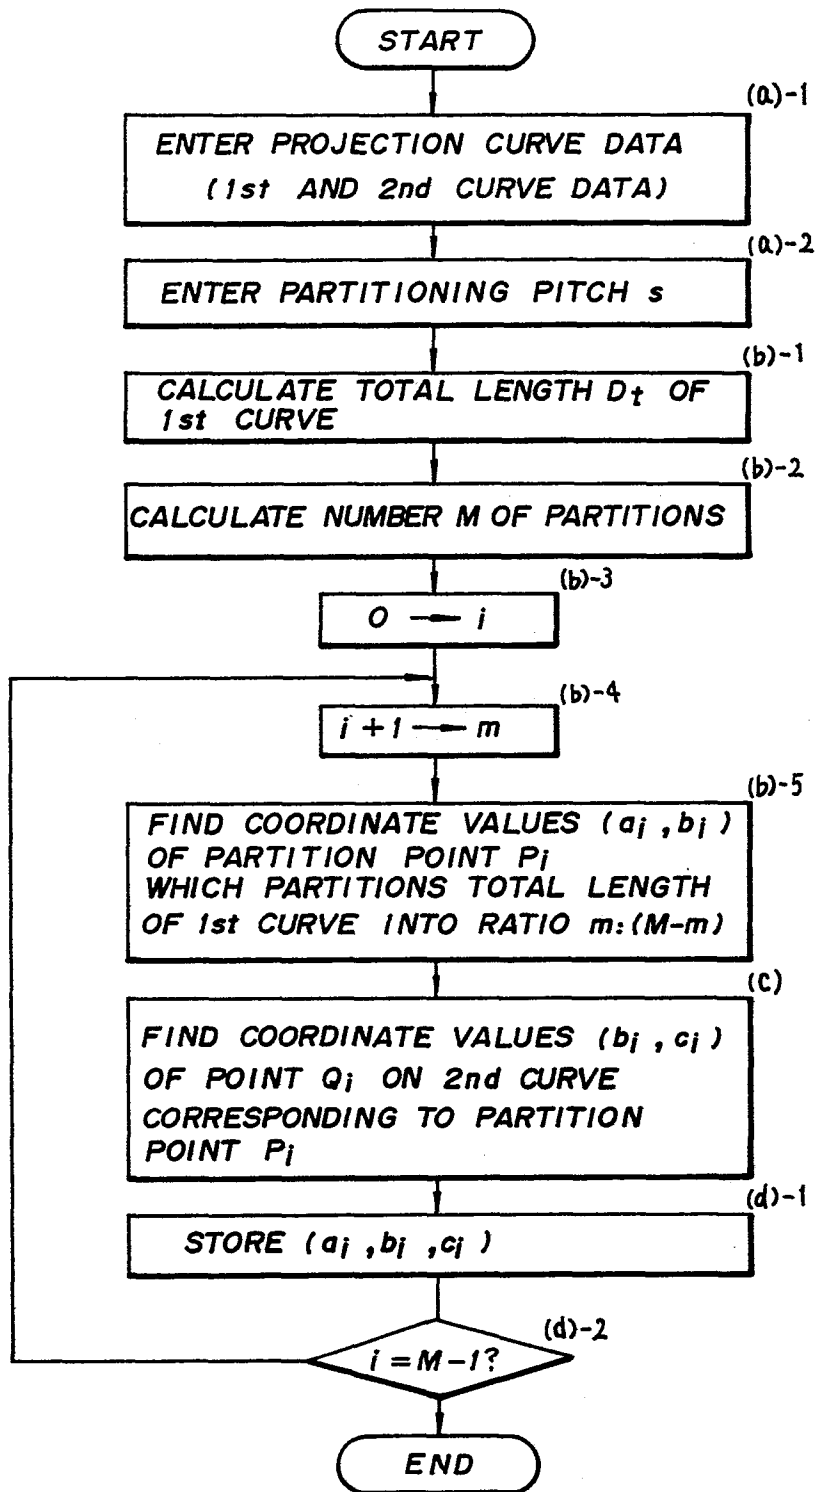 START
(a)-1
ENTER PROJECTION CURVE DATA
(1st AND 2nd CURVE DATA)
(a)-2
ENTER PARTITIONING PITCH s
(b)-1
CALCULATE TOTAL LENGTH Dt OF
1st CURVE
(b)-2
CALCULATE NUMBER M OF PARTITIONS
(b)-3
0 → i
(b)-4
i + 1 → m
(b)-5
FIND COORDINATE VALUES (ai , bi)
OF PARTITION POINT Pi
WHICH PARTITIONS TOTAL LENGTH
OF 1st CURVE INTO RATIO m:(M-m)
(c)
FIND COORDINATE VALUES (bi , ci)
OF POINT Qi ON 2nd CURVE
CORRESPONDING TO PARTITION
POINT Pi
(d)-1
STORE (ai , bi , ci)
(d)-2
i = M - 1?
END